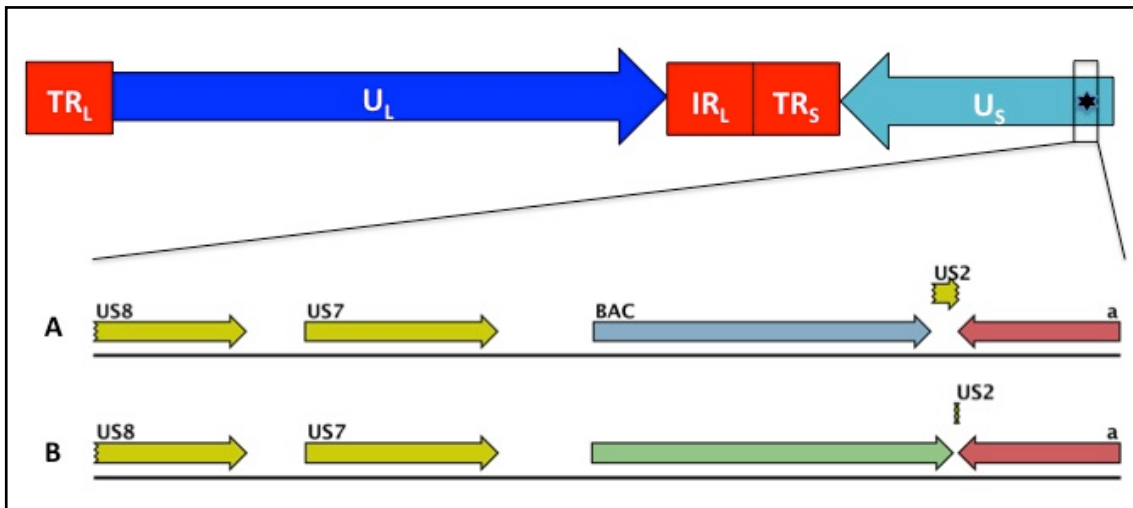 TRL UL IRL TRS US
US2
US8 US7 BAC a
A
US2
US8 US7 a
B